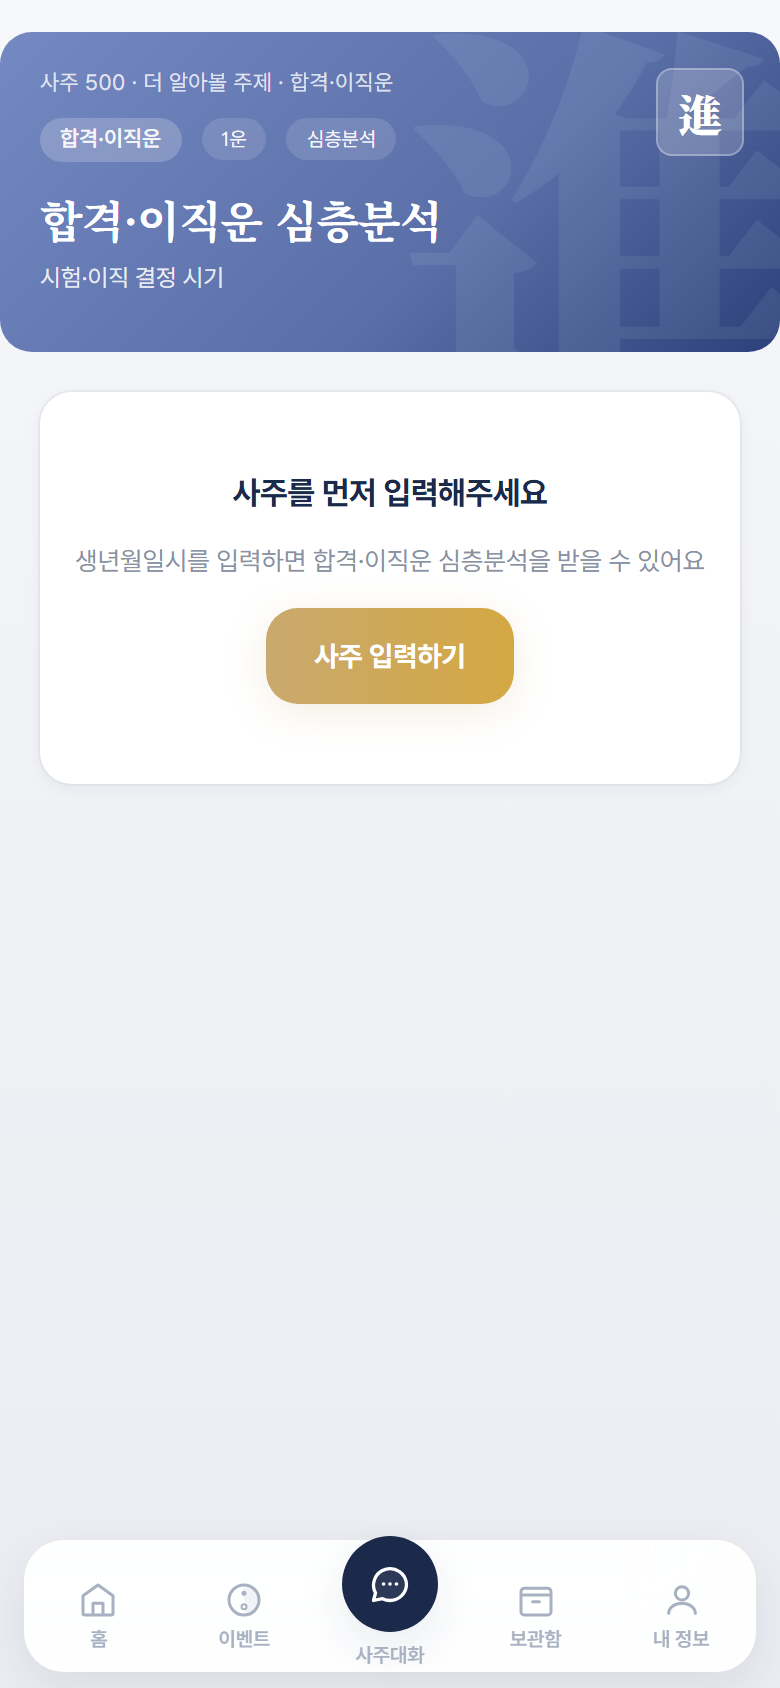 사주 500 · 더 알아볼 주제 · 합격·이직운
進
합격·이직운
1운
심층분석
합격·이직운 심층분석
시험·이직 결정 시기
사주를 먼저 입력해주세요
생년월일시를 입력하면 합격·이직운 심층분석을 받을 수 있어요
사주 입력하기
홈
이벤트
사주대화
보관함
내 정보